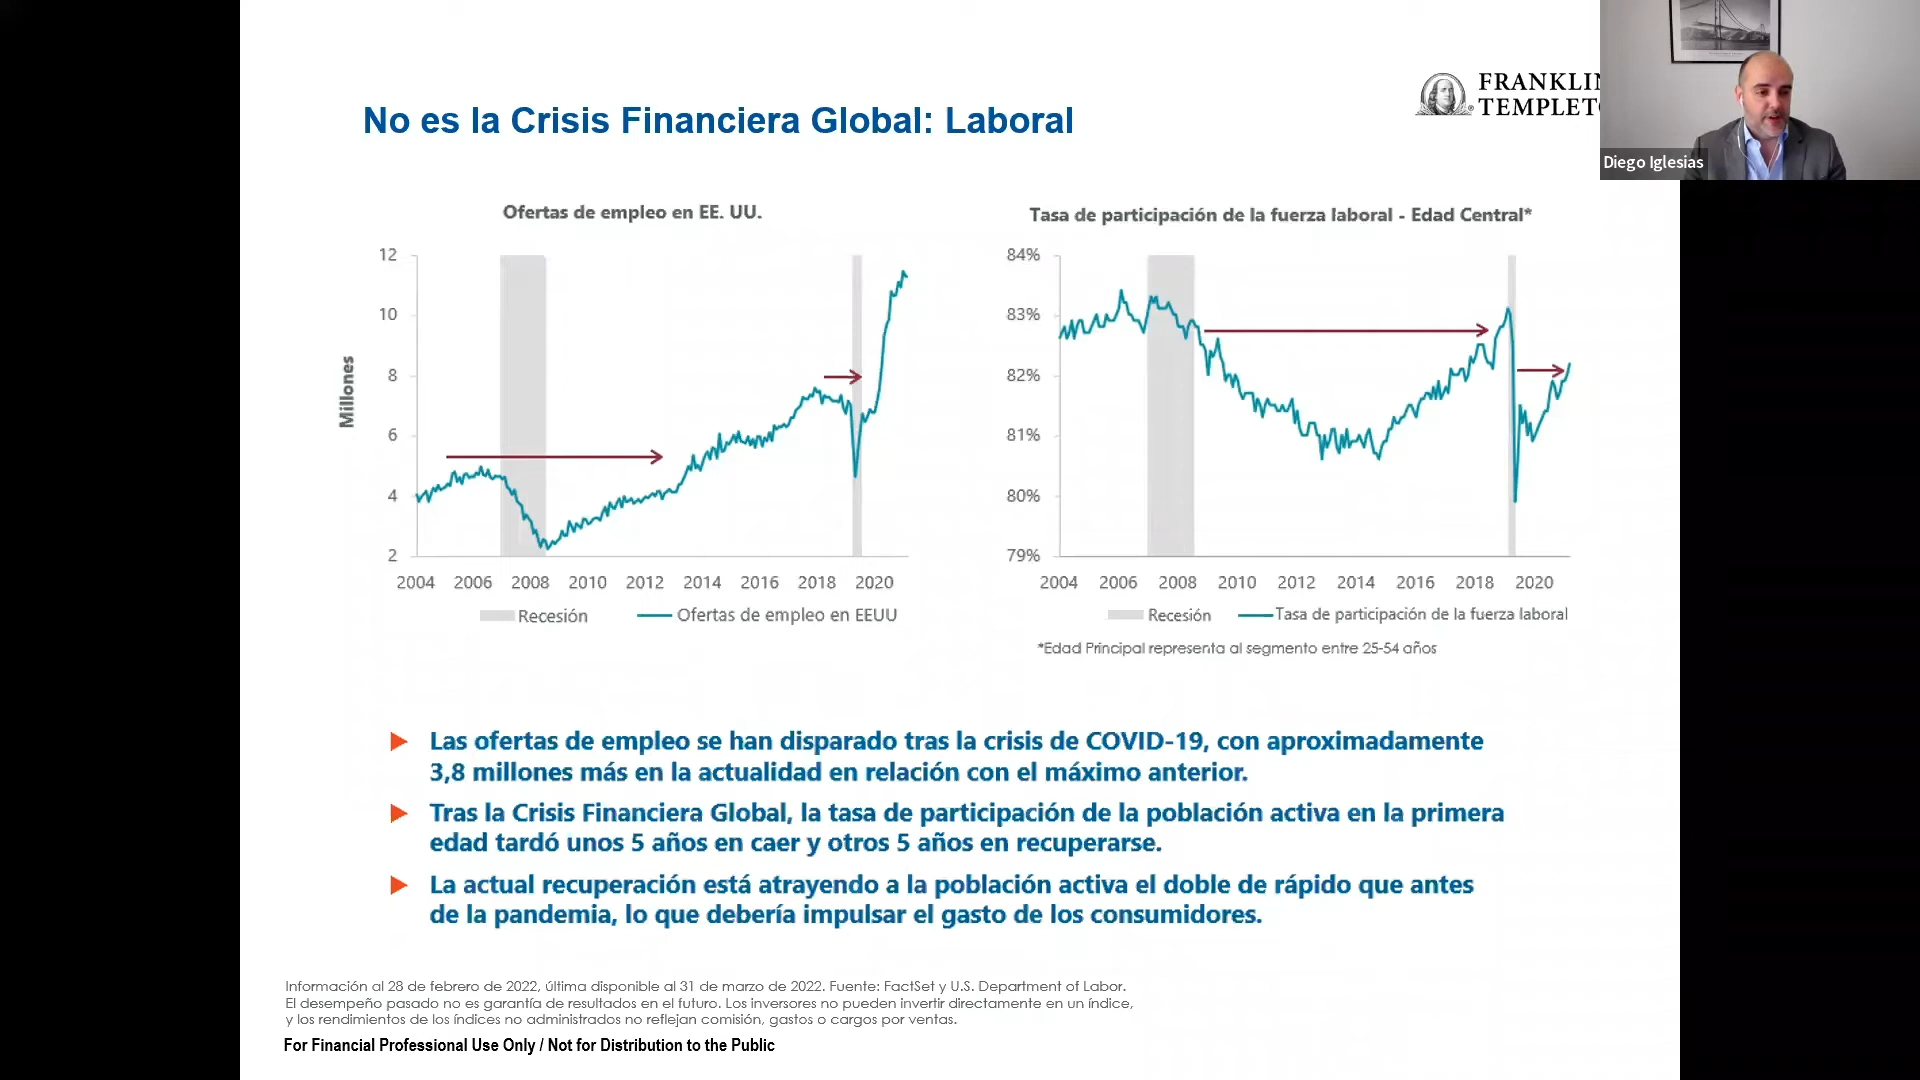 No es la Crisis Financiera Global: Laboral
FRANKLIN
TEMPLETO
Diego Iglesias
Ofertas de empleo en EE. UU.
Millones
12
10
8
6
4
2
2004 2006 2008 2010 2012 2014 2016 2018 2020
Recesión Ofertas de empleo en EEUU
Tasa de participación de la fuerza laboral - Edad Central*
84%
83%
82%
81%
80%
79%
2004 2006 2008 2010 2012 2014 2016 2018 2020
Recesión Tasa de participación de la fuerza laboral
*Edad Principal representa al segmento entre 25-54 años
Las ofertas de empleo se han disparado tras la crisis de COVID-19, con aproximadamente
3,8 millones más en la actualidad en relación con el máximo anterior.
Tras la Crisis Financiera Global, la tasa de participación de la población activa en la primera
edad tardó unos 5 años en caer y otros 5 años en recuperarse.
La actual recuperación está atrayendo a la población activa el doble de rápido que antes
de la pandemia, lo que debería impulsar el gasto de los consumidores.
Información al 28 de febrero de 2022, última disponible al 31 de marzo de 2022. Fuente: FactSet y U.S. Department of Labor.
El desempeño pasado no es garantía de resultados en el futuro. Los inversores no pueden invertir directamente en un índice,
y los rendimientos de los índices no administrados no reflejan comisión, gastos o cargos por ventas.
For Financial Professional Use Only / Not for Distribution to the Public